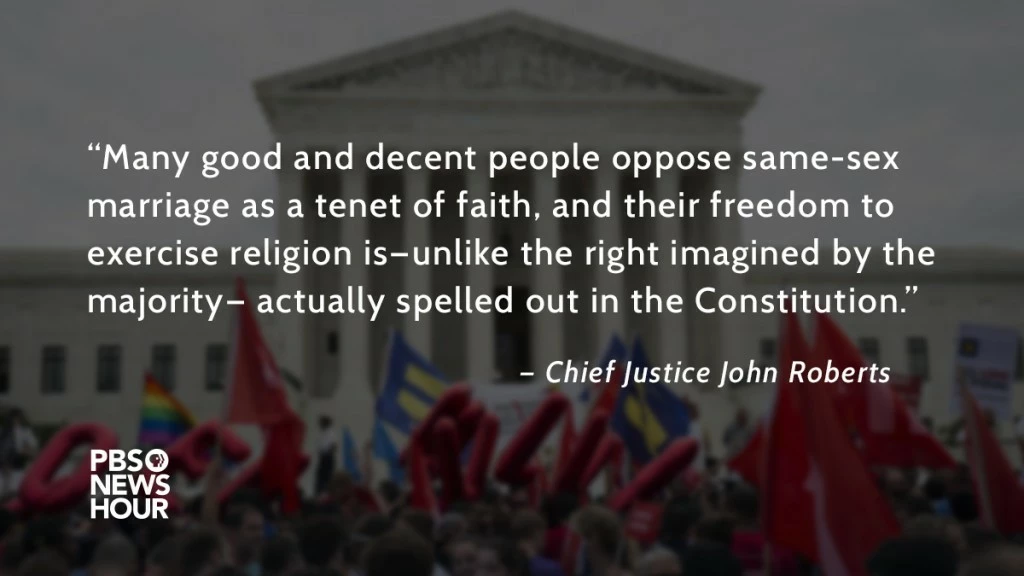 “Many good and decent people oppose same-sex
marriage as a tenet of faith, and their freedom to
exercise religion is–unlike the right imagined by the
majority– actually spelled out in the Constitution.”
– Chief Justice John Roberts
PBS
NEWS
HOUR